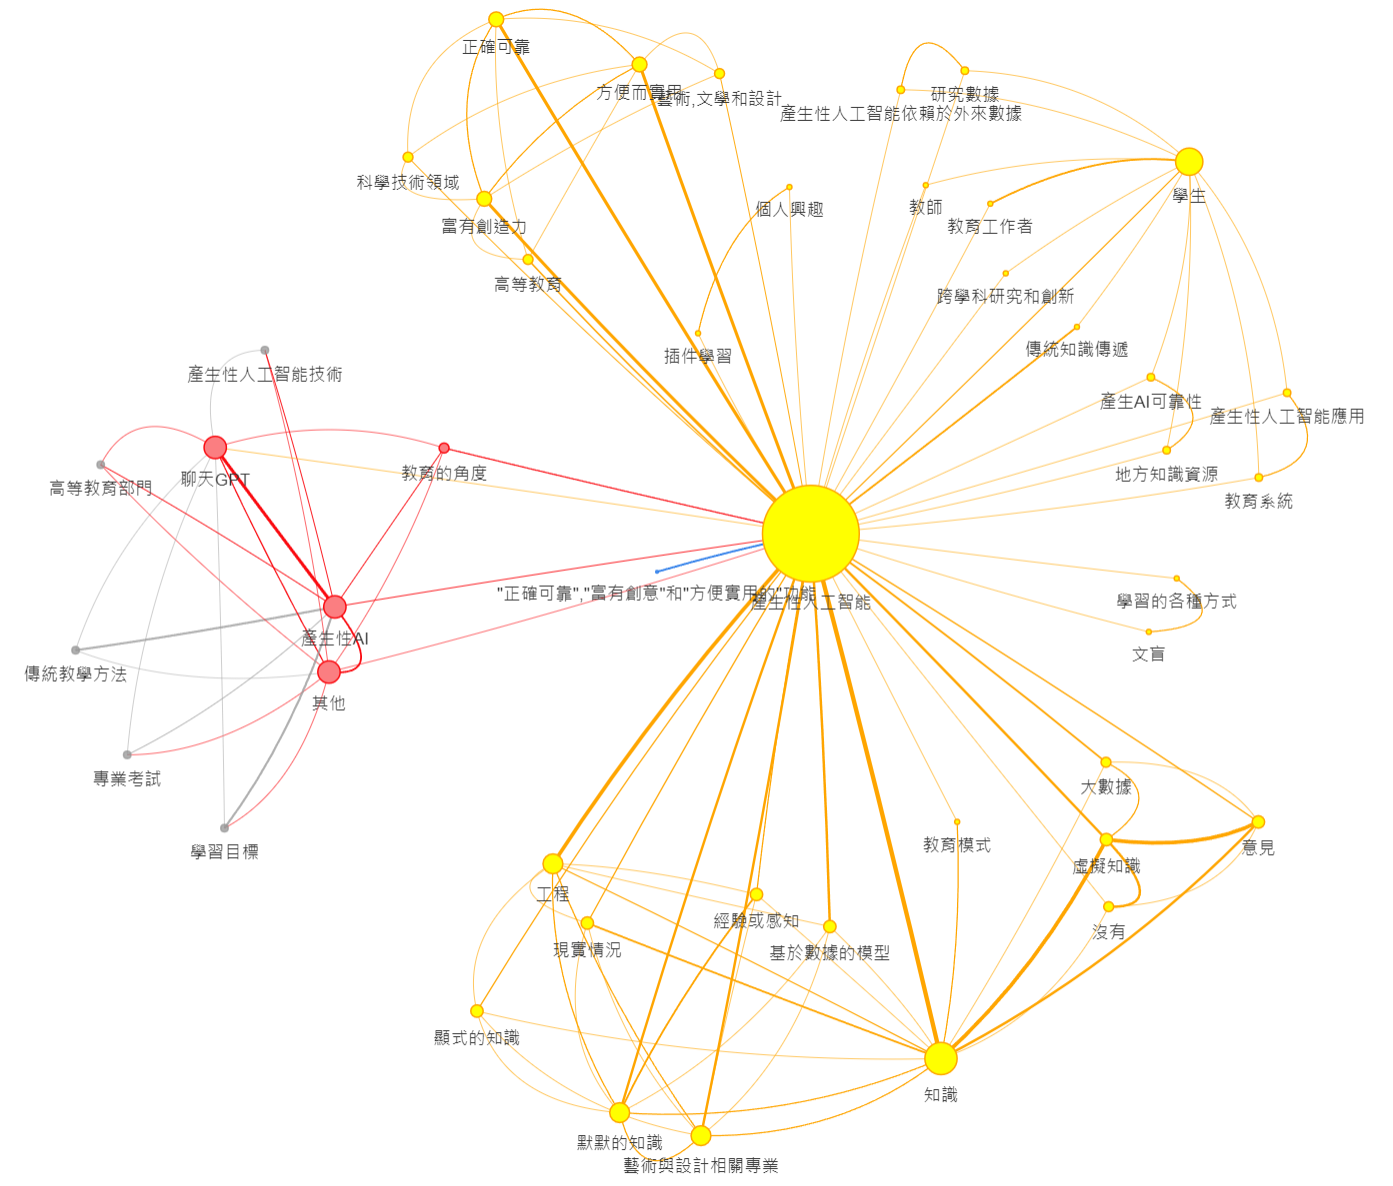 正確可靠
方便而實用
藝術,文學和設計
研究數據
產生性人工智能依賴於外來數據
科學技術領域
學生
個人興趣
教師
富有創造力
教育工作者
高等教育
跨學科研究和創新
傳統知識傳遞
插件學習
產生性人工智能技術
產生AI可靠性
產生性人工智能應用
教育的角度
聊天GPT
高等教育部門
地方知識資源
教育系統
"正確可靠","富有創意"和"方便實用的"功能
產生性人工智能
學習的各種方式
產生性AI
文盲
傳統教學方法
其他
專業考試
大數據
學習目標
教育模式
意見
虛擬知識
工程
經驗或感知
沒有
現實情況
基於數據的模型
顯式的知識
知識
默默的知識
藝術與設計相關專業